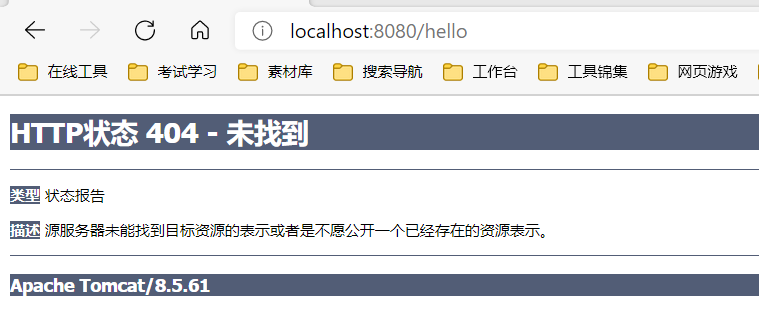 localhost:8080/hello
在线工具 考试学习 素材库 搜索导航 工作台 工具锦集 网页游戏
HTTP状态 404 - 未找到
类型 状态报告
描述 源服务器未能找到目标资源的表示或者是不愿公开一个已经存在的资源表示。
Apache Tomcat/8.5.61